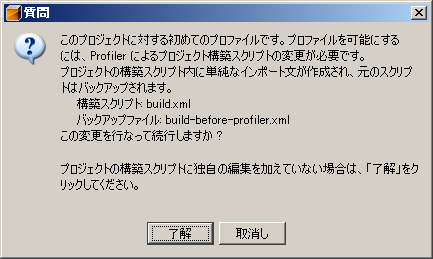 質問
このプロジェクトに対する初めてのプロファイルです。プロファイルを可能にする
には、Profiler によるプロジェクト構築スクリプトの変更が必要です。
プロジェクトの構築スクリプト内に単純なインポート文が作成され、元のスクリプ
トはバックアップされます。
構築スクリプト: build.xml
バックアップファイル: build-before-profiler.xml
この変更を行なって続行しますか ?
プロジェクトの構築スクリプトに独自の編集を加えていない場合は、「了解」をク
リックしてください。
了解
取消し